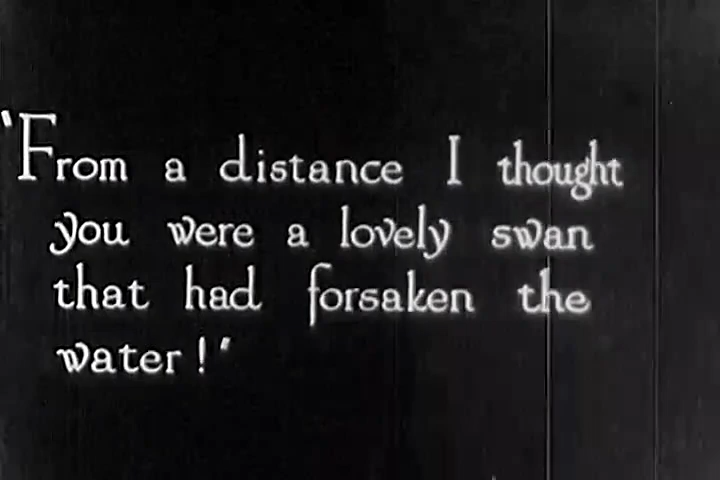 "From a distance I thought
you were a lovely swan
that had forsaken the
water!"